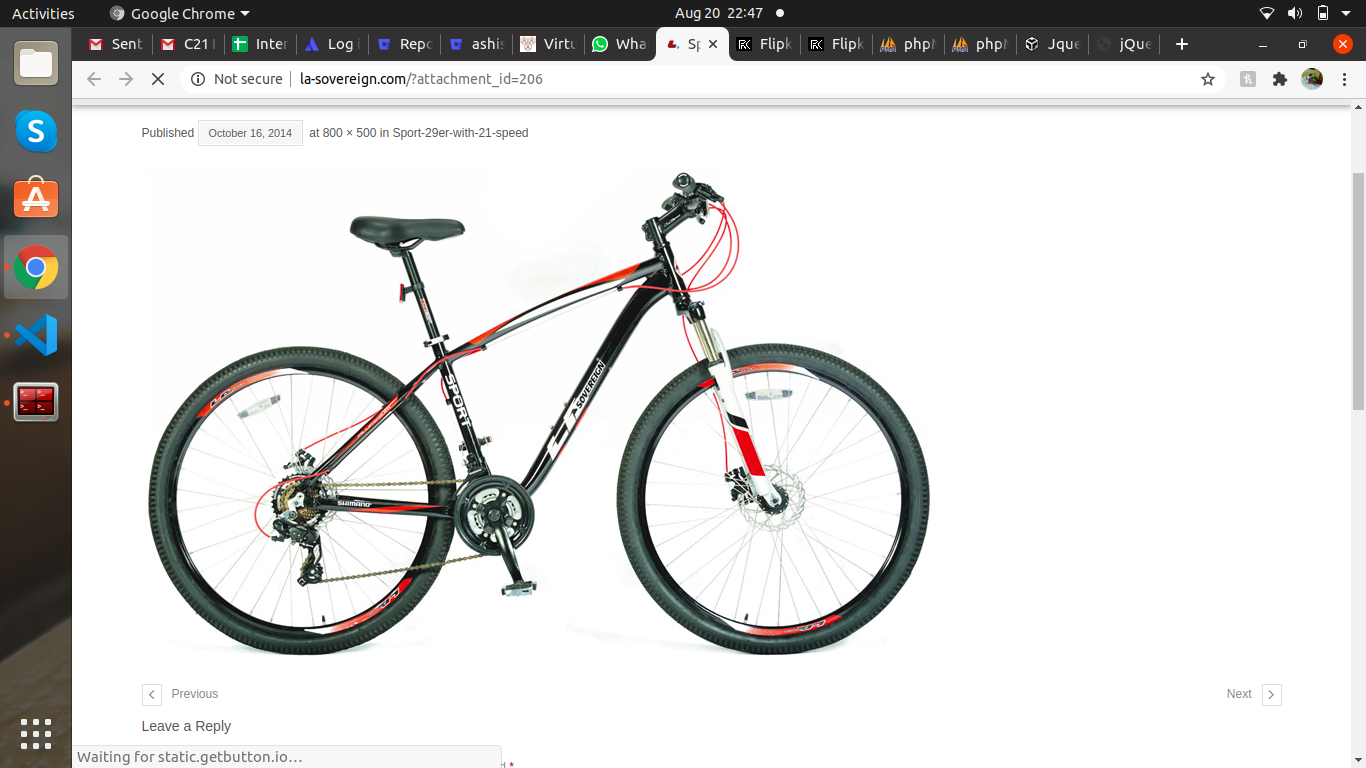 Activities
Google Chrome
Aug 20 22:47
Sent
C21
Inter
Log i
Repo
ashis
Virtu
Wha
Sp
Flipk
Flipk
phpM
phpM
Jque
jQue
Not secure
la-sovereign.com/?attachment_id=206
Published October 16, 2014 at 800 × 500 in Sport-29er-with-21-speed
SPORT
SOVEREIGN
SHIMANO
Previous
Next
Leave a Reply
Waiting for static.getbutton.io…